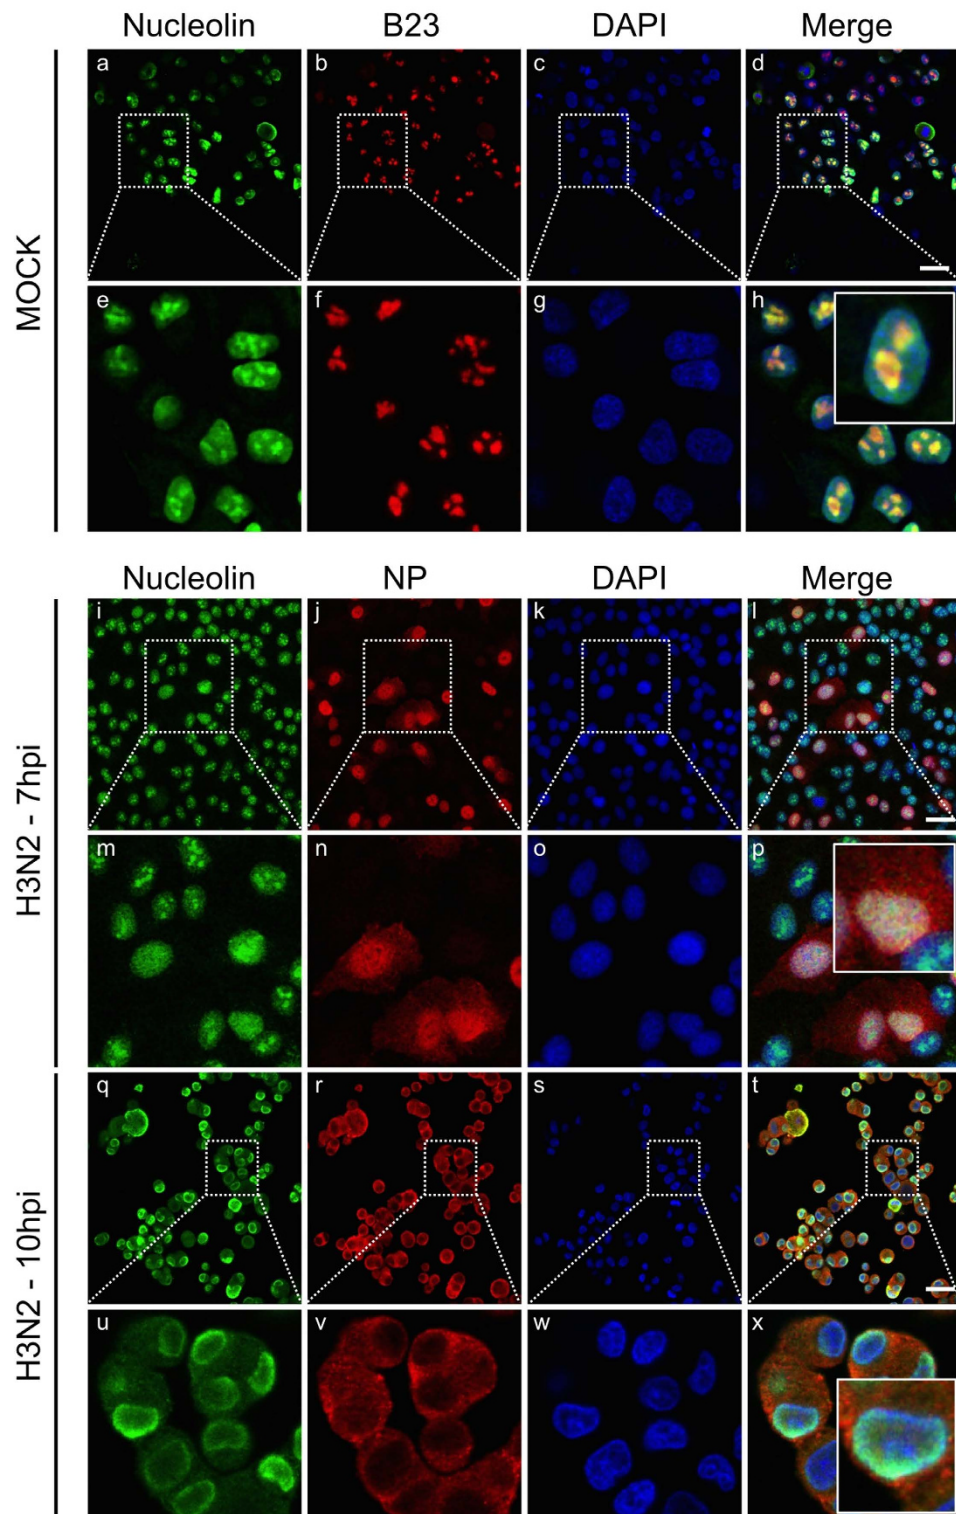 Nucleolin B23 DAPI Merge
MOCK
a b c d
e f g h
Nucleolin NP DAPI Merge
H3N2 - 7hpi
i j k l
m n o p
H3N2 - 10hpi
q r s t
u v w x